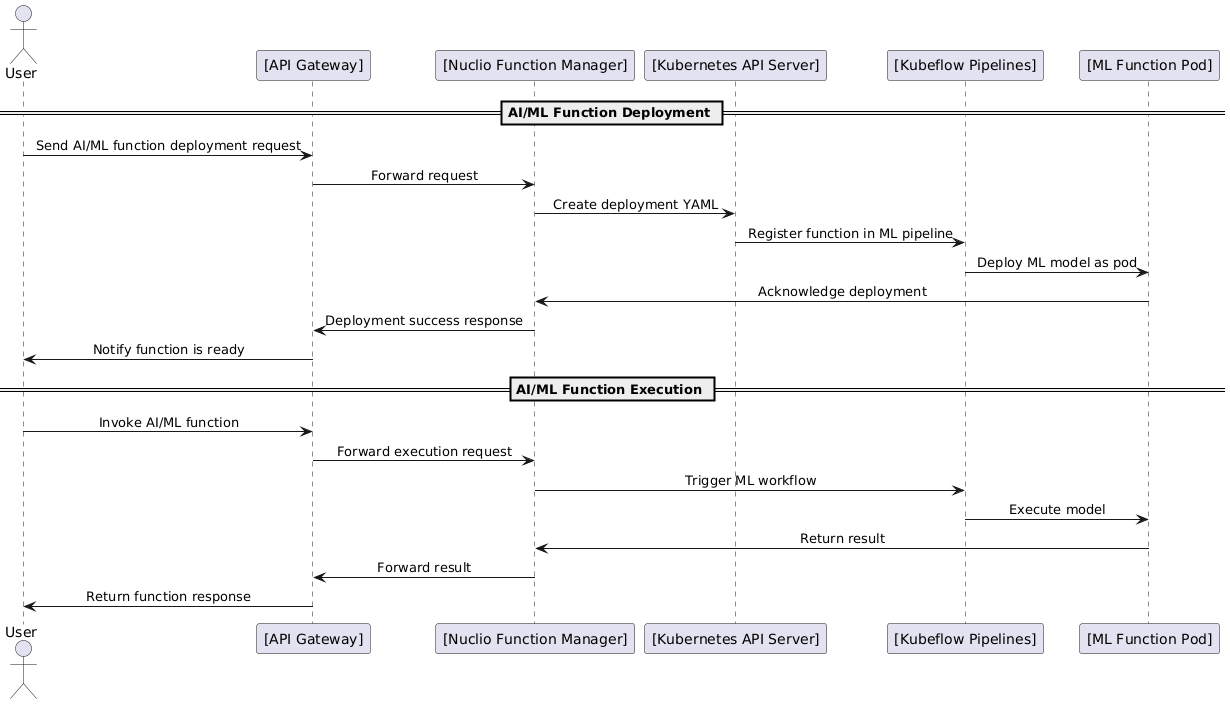 User
[API Gateway]
[Nuclio Function Manager]
[Kubernetes API Server]
[Kubeflow Pipelines]
[ML Function Pod]
AI/ML Function Deployment
Send AI/ML function deployment request
Forward request
Create deployment YAML
Register function in ML pipeline
Deploy ML model as pod
Acknowledge deployment
Deployment success response
Notify function is ready
AI/ML Function Execution
Invoke AI/ML function
Forward execution request
Trigger ML workflow
Execute model
Return result
Forward result
Return function response
User
[API Gateway]
[Nuclio Function Manager]
[Kubernetes API Server]
[Kubeflow Pipelines]
[ML Function Pod]